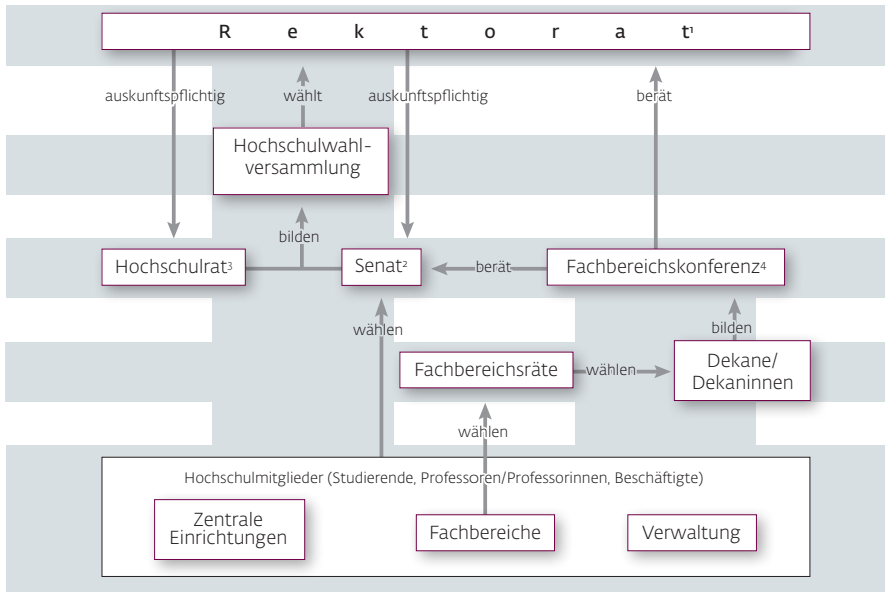 Rektorat¹
auskunftspflichtig
wählt
auskunftspflichtig
berät
Hochschulwahl-
versammlung
bilden
Hochschulrat³
Senat²
berät
Fachbereichskonferenz⁴
wählen
bilden
Fachbereichsräte
wählen
Dekane/
Dekaninnen
wählen
Hochschulmitglieder (Studierende, Professoren/Professorinnen, Beschäftigte)
Zentrale
Einrichtungen
Fachbereiche
Verwaltung